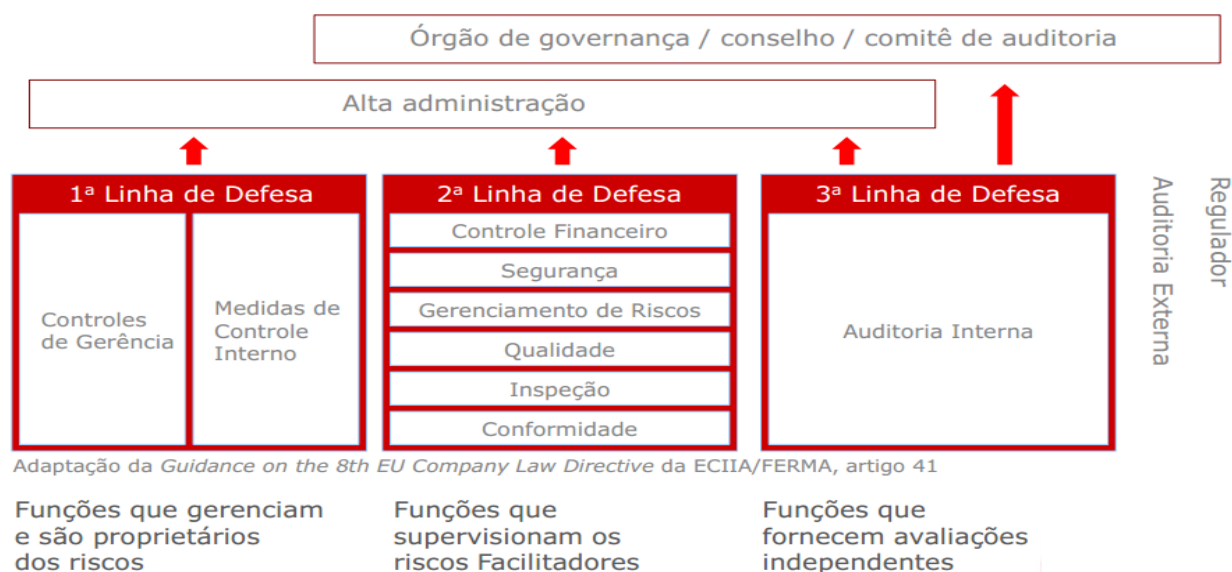 Órgão de governança / conselho / comitê de auditoria
Alta administração
1ª Linha de Defesa
Controles
de Gerência
Medidas de
Controle
Interno
2ª Linha de Defesa
Controle Financeiro
Segurança
Gerenciamento de Riscos
Qualidade
Inspeção
Conformidade
3ª Linha de Defesa
Auditoria Interna
Auditoria Externa
Regulador
Adaptação da Guidance on the 8th EU Company Law Directive da ECIIA/FERMA, artigo 41
Funções que gerenciam
e são proprietários
dos riscos
Funções que
supervisionam os
riscos Facilitadores
Funções que
fornecem avaliações
independentes